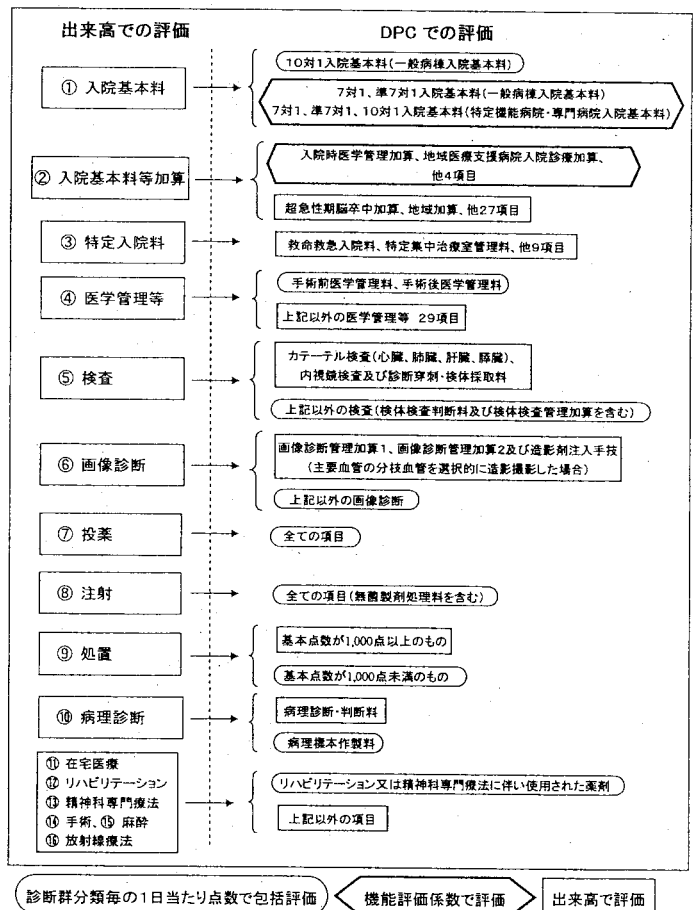 出来高での評価
DPC での評価
① 入院基本料
10対1入院基本料(一般病棟入院基本料)
7対1、準7対1入院基本料(一般病棟入院基本料)
7対1、準7対1、10対1入院基本料(特定機能病院・専門病院入院基本料)
② 入院基本料等加算
入院時医学管理加算、地域医療支援病院入院診療加算、
他4項目
超急性期脳卒中加算、地域加算、他27項目
③ 特定入院料
救命救急入院料、特定集中治療室管理料、他9項目
④ 医学管理等
手術前医学管理料、手術後医学管理料
上記以外の医学管理等 29項目
⑤ 検査
カテーテル検査(心臓、肺臓、肝臓、膵臓)、
内視鏡検査及び診断穿刺・検体採取料
上記以外の検査(検体検査判断料及び検体検査管理加算を含む)
⑥ 画像診断
画像診断管理加算1、画像診断管理加算2及び造影剤注入手技
(主要血管の分枝血管を選択的に造影撮影した場合)
上記以外の画像診断
⑦ 投薬
全ての項目
⑧ 注射
全ての項目(無菌製剤処理料を含む)
⑨ 処置
基本点数が1,000点以上のもの
基本点数が1,000点未満のもの
⑩ 病理診断
病理診断・判断料
病理標本作製料
⑪ 在宅医療
⑫ リハビリテーション
⑬ 精神科専門療法
⑭ 手術、⑮ 麻酔
⑯ 放射線療法
リハビリテーション又は精神科専門療法に伴い使用された薬剤
上記以外の項目
診断群分類毎の1日当たり点数で包括評価
機能評価係数で評価
出来高で評価